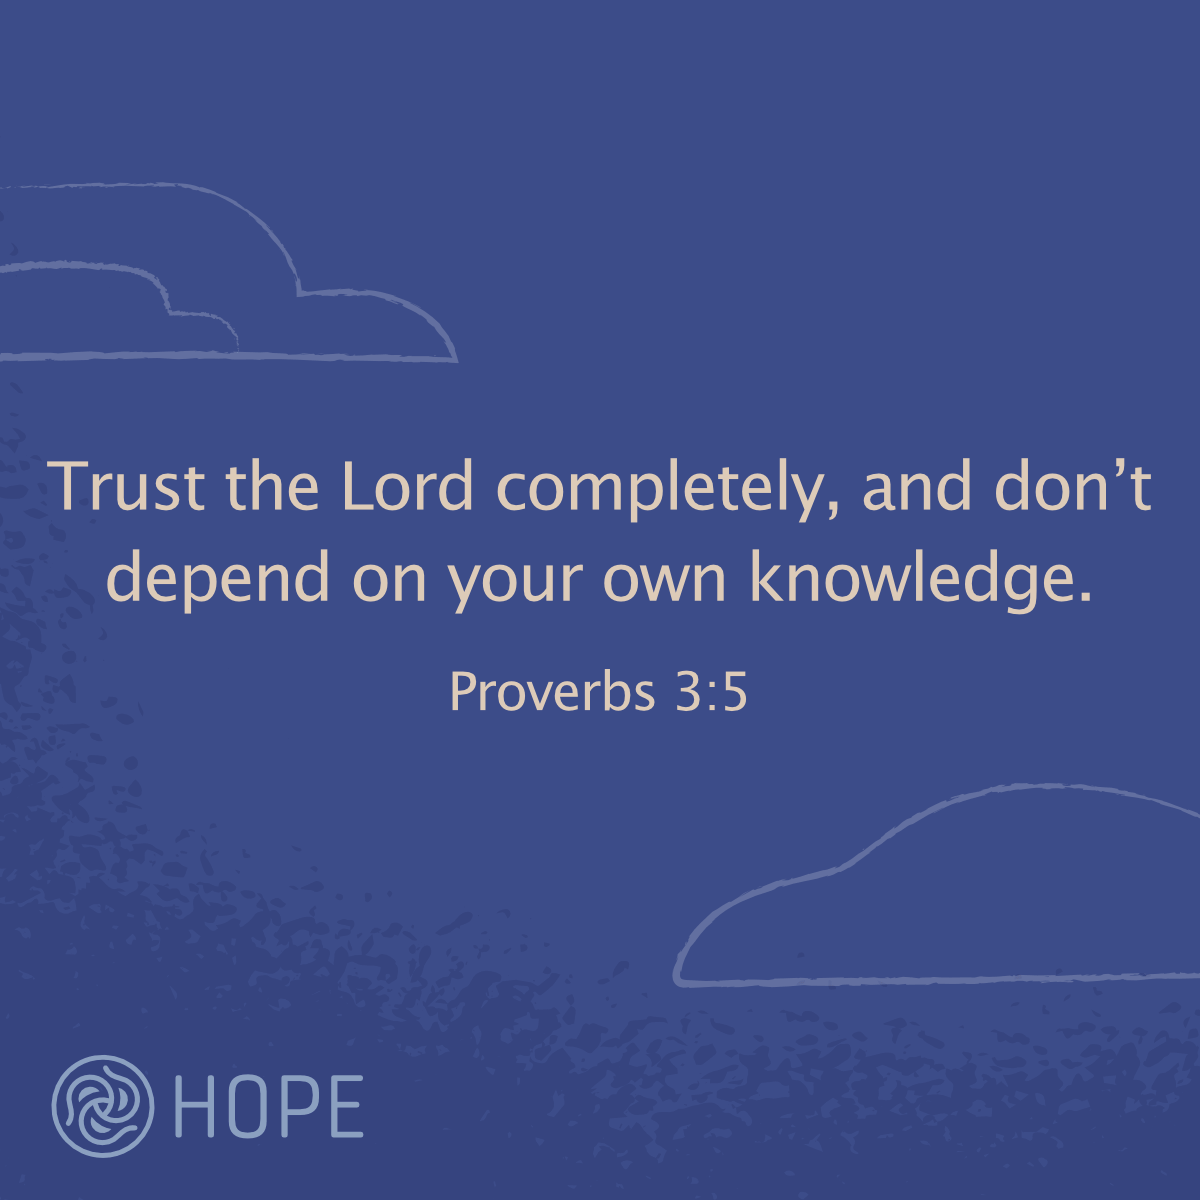 Trust the Lord completely, and don’t
depend on your own knowledge.
Proverbs 3:5
HOPE